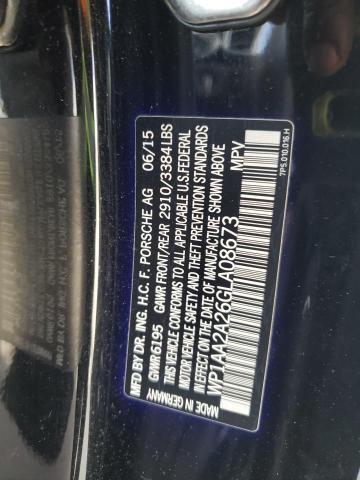 MFD BY DR. ING. H.C. F. PORSCHE AG 06/15
GVWR 6195 GAWR FRONT/REAR 2910/3384 LBS
THIS VEHICLE CONFORMS TO ALL APPLICABLE U.S. FEDERAL
MOTOR VEHICLE SAFETY AND THEFT PREVENTION STANDARDS
IN EFFECT ON THE DATE OF MANUFACTURE SHOWN ABOVE.
WP1AA2A26GLA08673 MPV
MADE IN GERMANY 7P5.010.016.H